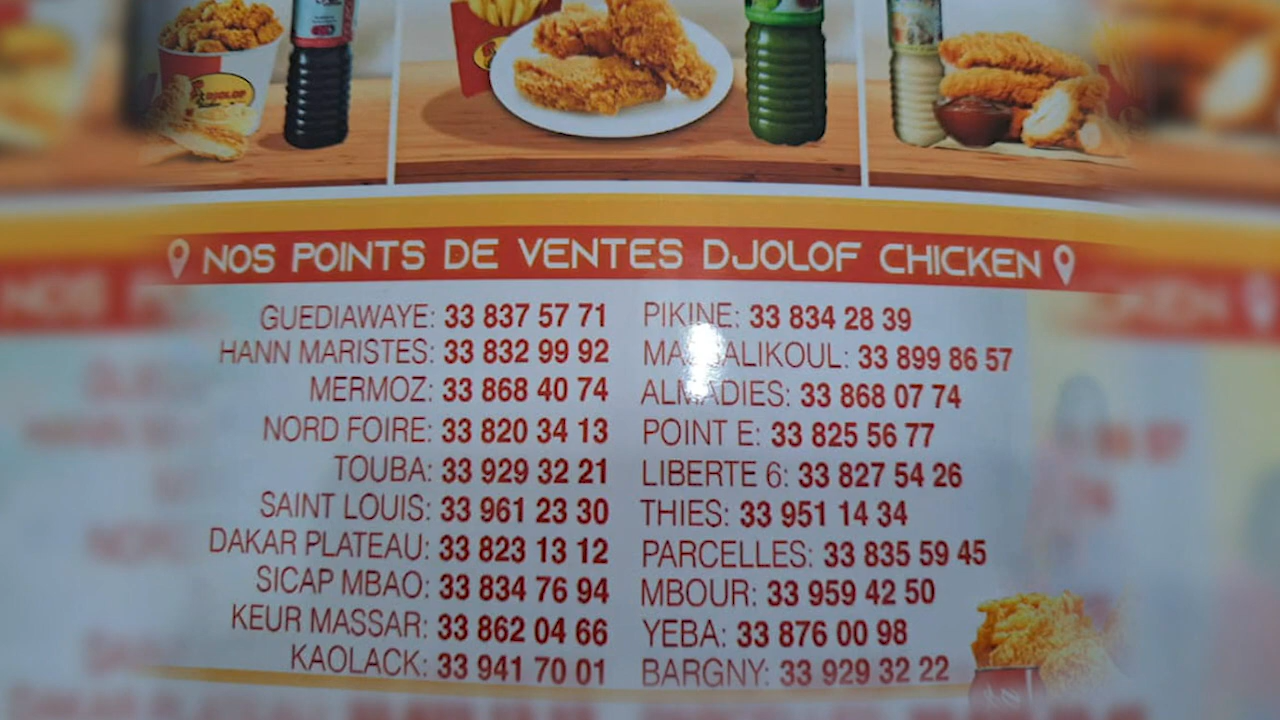 NOS POINTS DE VENTES DJOLOF CHICKEN
GUEDIAWAYE: 33 837 57 71
HANN MARISTES: 33 832 99 92
MERMOZ: 33 868 40 74
NORD FOIRE: 33 820 34 13
TOUBA: 33 929 32 21
SAINT LOUIS: 33 961 23 30
DAKAR PLATEAU: 33 823 13 12
SICAP MBAO: 33 834 76 94
KEUR MASSAR: 33 862 04 66
KAOLACK: 33 941 70 01
PIKINE: 33 834 28 39
MASSALIKOUL: 33 899 86 57
ALMADIES: 33 868 07 74
POINT E: 33 825 56 77
LIBERTE 6: 33 827 54 26
THIES: 33 951 14 34
PARCELLES: 33 835 59 45
MBOUR: 33 959 42 50
YEBA: 33 876 00 98
BARGNY: 33 929 32 22